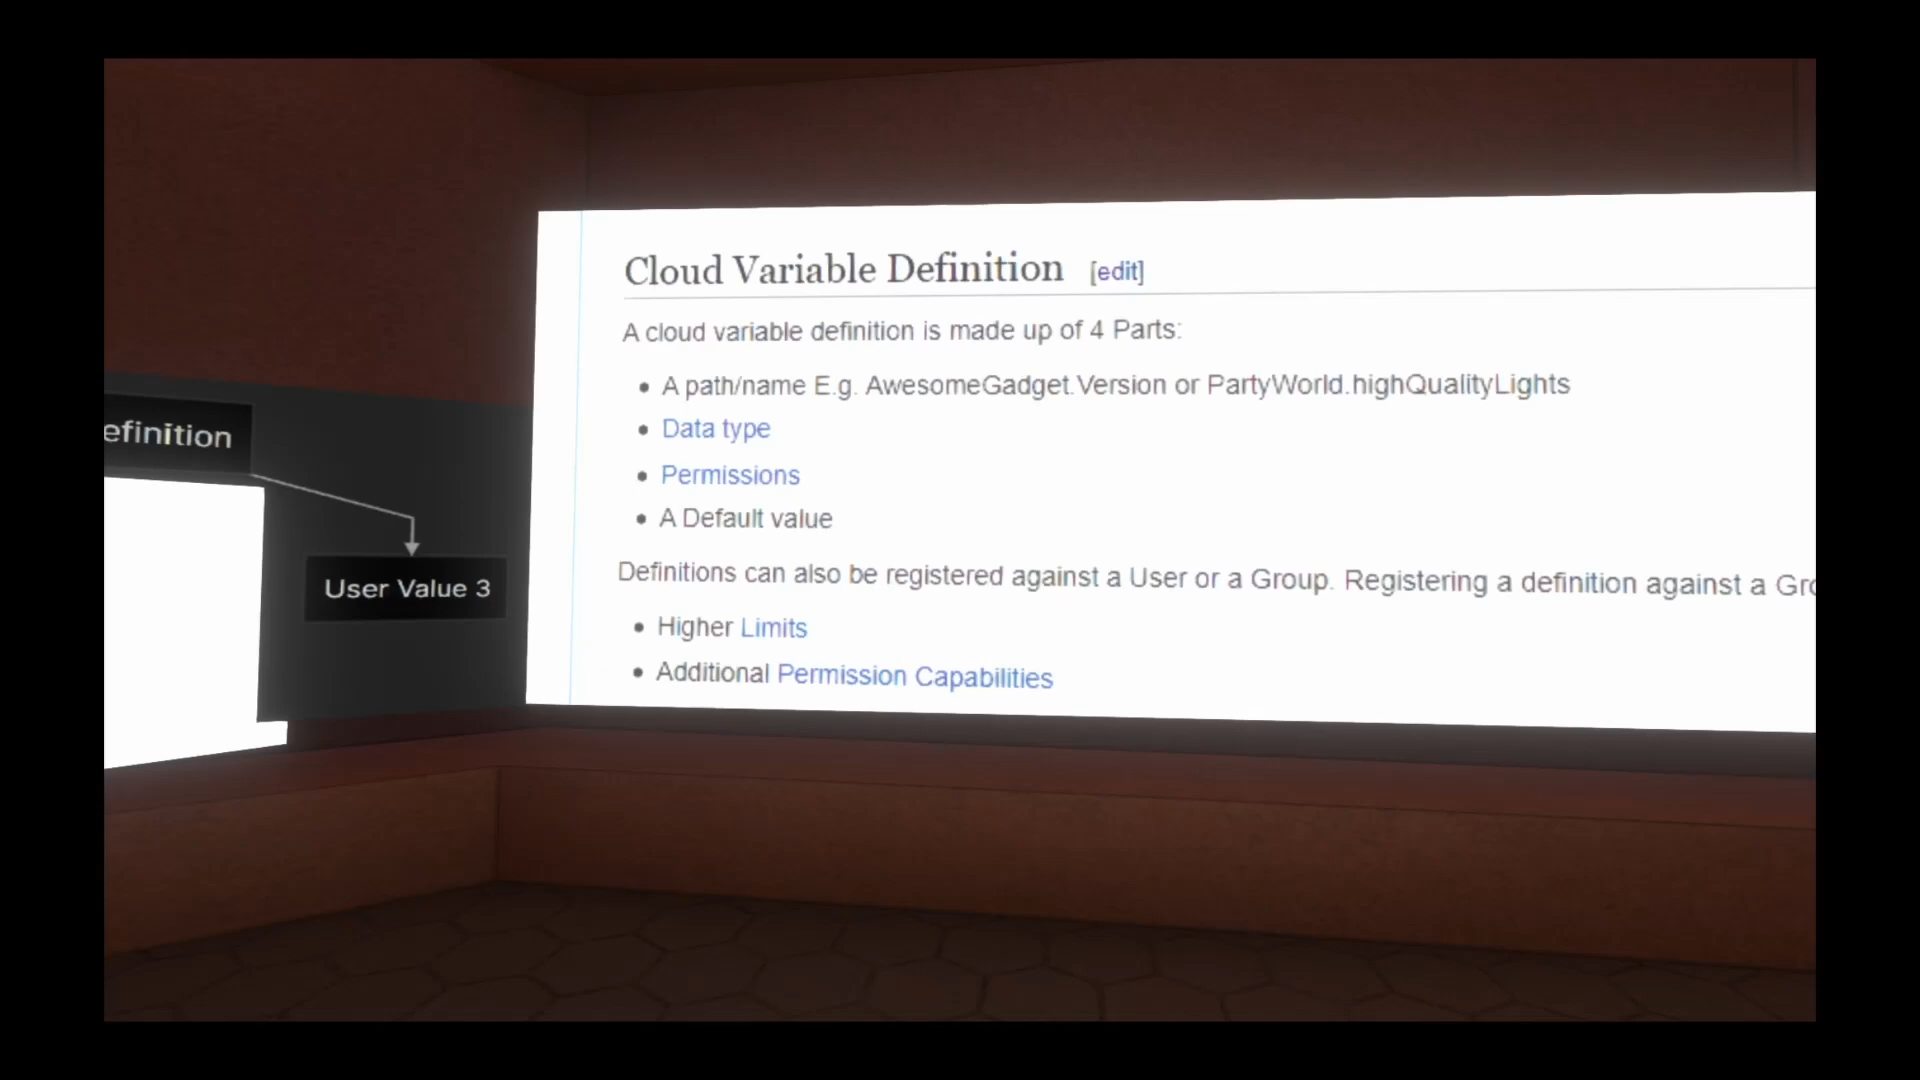 efinition
User Value 3
Cloud Variable Definition [edit]
A cloud variable definition is made up of 4 Parts:
A path/name E.g. AwesomeGadget.Version or PartyWorld.highQualityLights
Data type
Permissions
A Default value
Definitions can also be registered against a User or a Group. Registering a definition against a Gro
Higher Limits
Additional Permission Capabilities